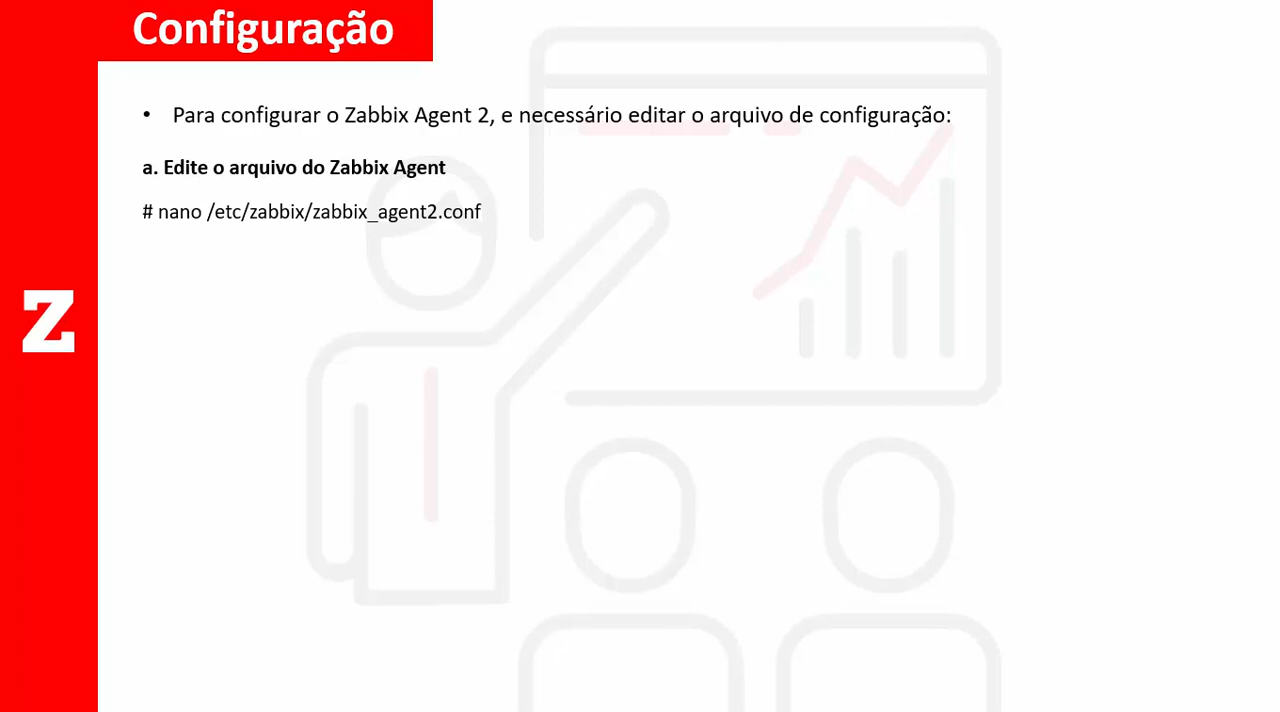 Configuração
• Para configurar o Zabbix Agent 2, e necessário editar o arquivo de configuração:
a. Edite o arquivo do Zabbix Agent
# nano /etc/zabbix/zabbix_agent2.conf
Z